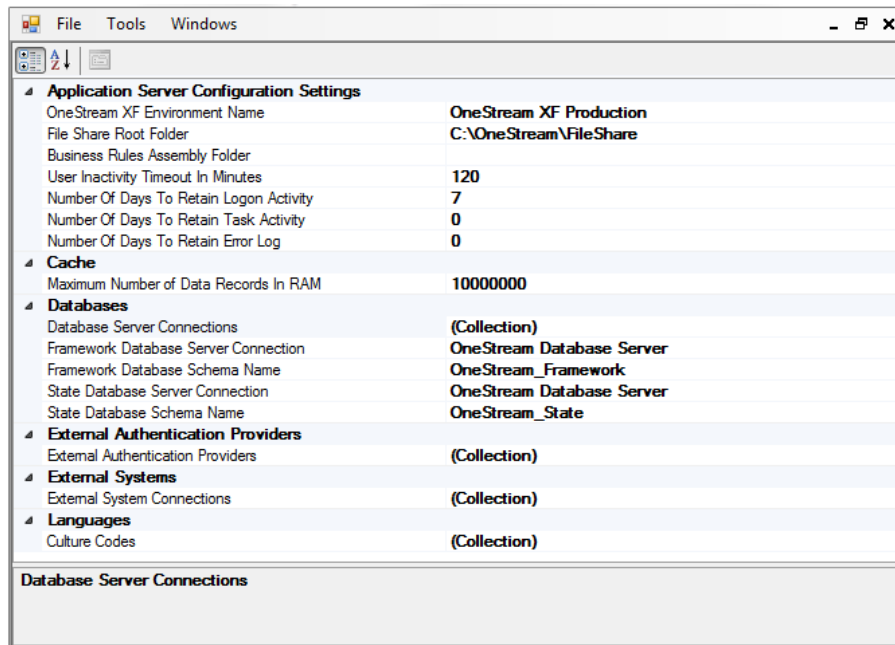 File Tools Windows
Application Server Configuration Settings
OneStream XF Environment Name OneStream XF Production
File Share Root Folder C:\OneStream\FileShare
Business Rules Assembly Folder
User Inactivity Timeout In Minutes 120
Number Of Days To Retain Logon Activity 7
Number Of Days To Retain Task Activity 0
Number Of Days To Retain Error Log 0
Cache
Maximum Number of Data Records In RAM 10000000
Databases
Database Server Connections (Collection)
Framework Database Server Connection OneStream Database Server
Framework Database Schema Name OneStream_Framework
State Database Server Connection OneStream Database Server
State Database Schema Name OneStream_State
External Authentication Providers
External Authentication Providers (Collection)
External Systems
External System Connections (Collection)
Languages
Culture Codes (Collection)
Database Server Connections